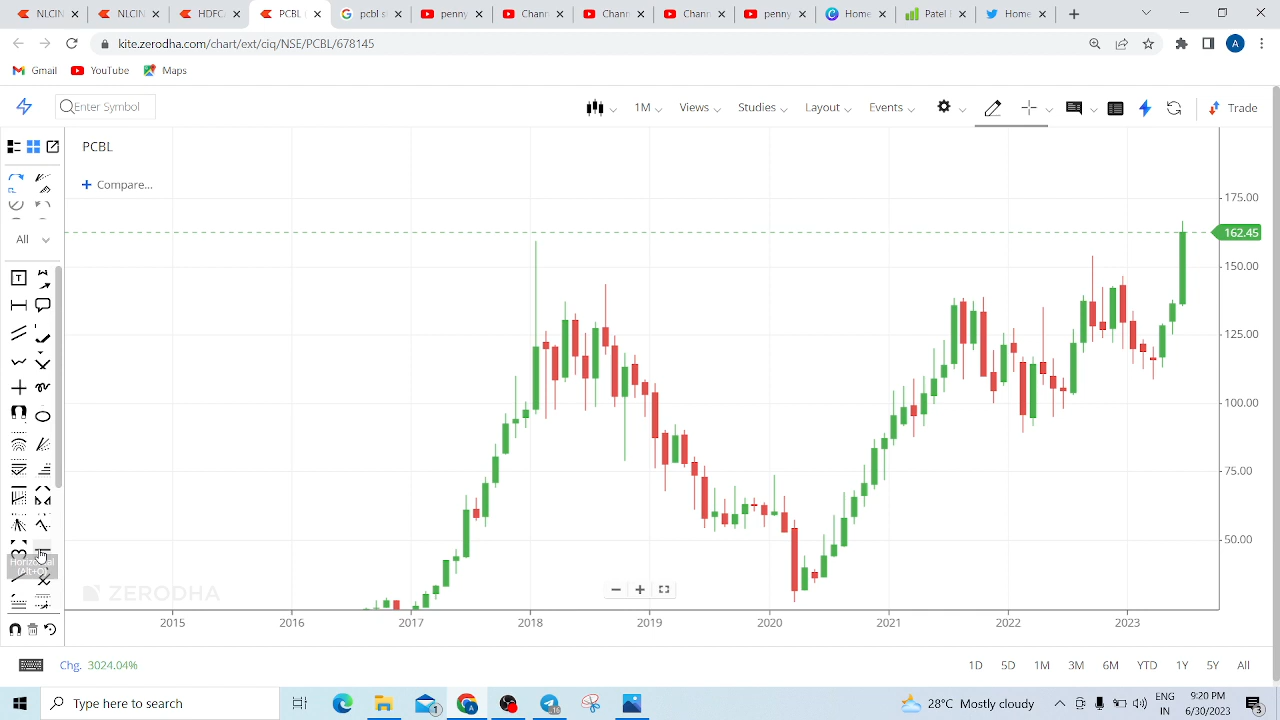 NLCIN
NLCIN
HDFC
PCBL
pcbl s
penny
Chann
Chann
Chann
penny
Home
Patel
Home
kite.zerodha.com/chart/ext/ciq/NSE/PCBL/678145
A
Gmail
YouTube
Maps
Enter Symbol
1M
Views
Studies
Layout
Events
Trade
PCBL
Compare...
All
T
175.00
162.45
150.00
125.00
100.00
75.00
50.00
Horizontal
(Alt+O)
ZERODHA
2015
2016
2017
2018
2019
2020
2021
2022
2023
Chg. 3024.04%
1D
5D
1M
3M
6M
YTD
1Y
5Y
All
Type here to search
1
28°C Mostly cloudy
ENG
IN
9:20 PM
6/30/2023
3